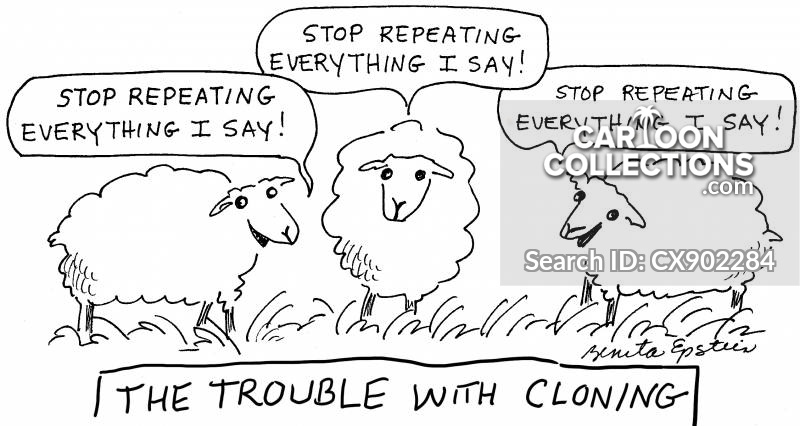 STOP REPEATING
EVERYTHING I SAY!
STOP REPEATING
EVERYTHING I SAY!
STOP REPEATING
EVERYTHING I SAY!
CARTOON
COLLECTIONS
.com
Search ID: CX902284
Benita Epstein
THE TROUBLE WITH CLONING